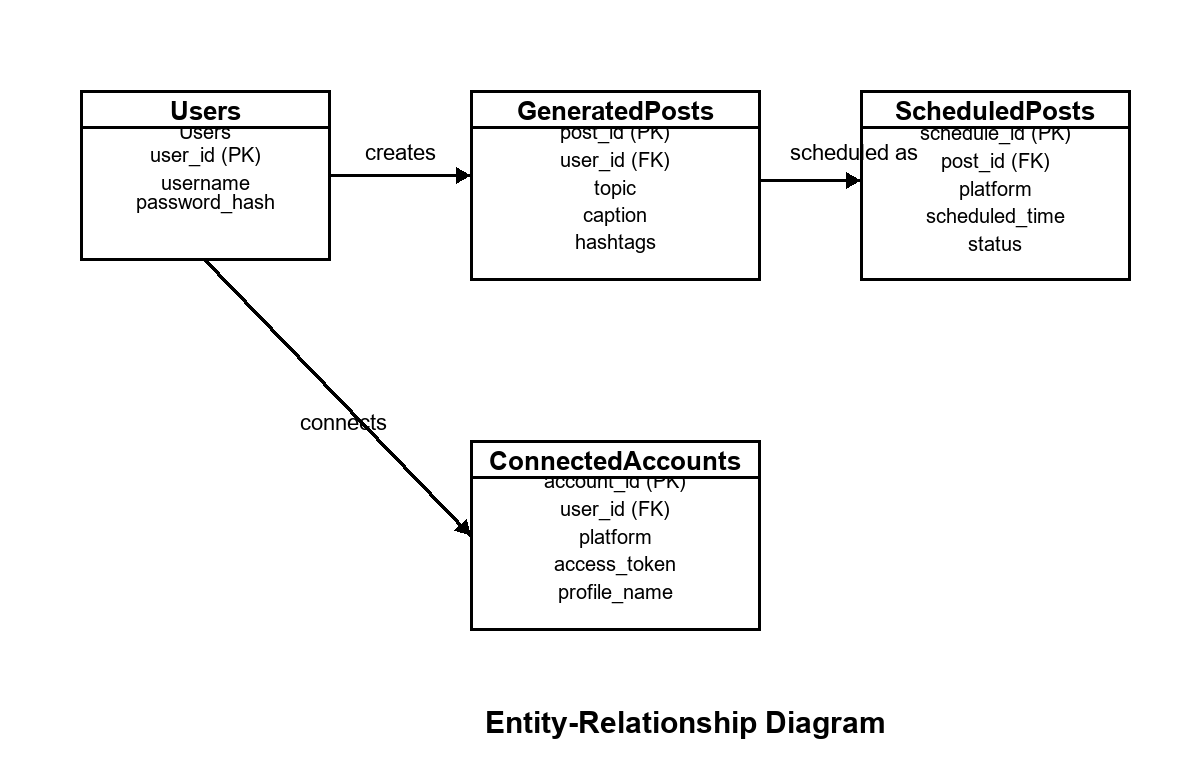 Users
Users
user_id (PK)
username
password_hash
creates
GeneratedPosts
post_id (PK)
user_id (FK)
topic
caption
hashtags
scheduled as
ScheduledPosts
schedule_id (PK)
post_id (FK)
platform
scheduled_time
status
connects
ConnectedAccounts
account_id (PK)
user_id (FK)
platform
access_token
profile_name
Entity-Relationship Diagram